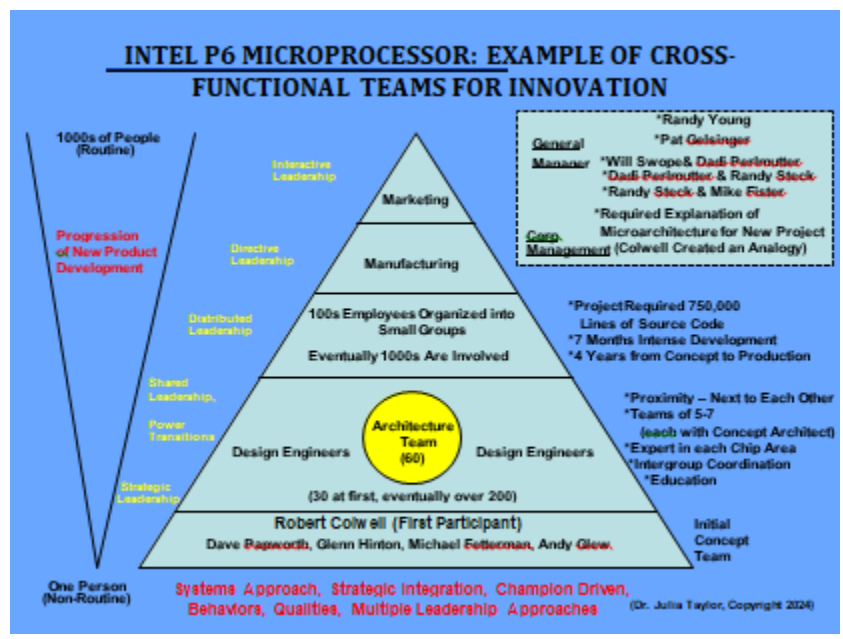 INTEL P6 MICROPROCESSOR: EXAMPLE OF CROSS-
FUNCTIONAL TEAMS FOR INNOVATION
1000s of People
(Routine)
Progression
of New Product
Development
One Person
(Non-Routine)
Interactive
Leadership
Directive
Leadership
Distributed
Leadership
Shared
Leadership,
Power
Transitions
Strategic
Leadership
Marketing
Manufacturing
100s Employees Organized into
Small Groups
Eventually 1000s Are Involved
Architecture
Team
(60)
Design Engineers
Design Engineers
(30 at first, eventually over 200)
Robert Colwell (First Participant)
Dave Papworth, Glenn Hinton, Michael Fetterman, Andy Glew.
General
Manager
*Randy Young
*Pat Gelsinger
*Will Swope& Dadi Perlmutter
*Dadi Perlmutter & Randy Steck
*Randy Steck & Mike Fister
Corp.
Management
*Required Explanation of
Microarchitecture for New Project
(Colwell Created an Analogy)
*Project Required 750,000
Lines of Source Code
*7 Months Intense Development
*4 Years from Concept to Production
*Proximity – Next to Each Other
*Teams of 5-7
(each with Concept Architect)
*Expert in each Chip Area
*Intergroup Coordination
*Education
Initial
Concept
Team
Systems Approach, Strategic Integration, Champion Driven,
Behaviors, Qualities, Multiple Leadership Approaches
(Dr. Julia Taylor, Copyright 2024)